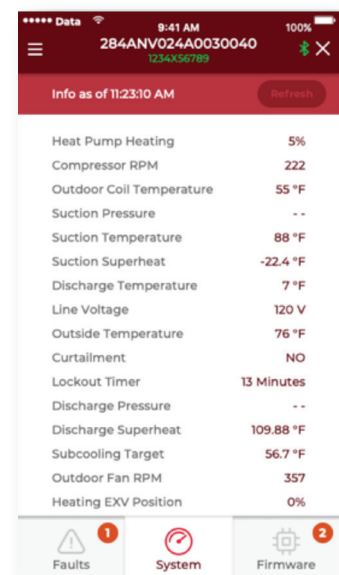 Data 9:41 AM 100%
284ANV024A0030040
1234X56789
Info as of 11:23:10 AM Refresh
Heat Pump Heating 5%
Compressor RPM 222
Outdoor Coil Temperature 55 °F
Suction Pressure - -
Suction Temperature 88 °F
Suction Superheat -22.4 °F
Discharge Temperature 7 °F
Line Voltage 120 V
Outside Temperature 76 °F
Curtailment NO
Lockout Timer 13 Minutes
Discharge Pressure - -
Discharge Superheat 109.88 °F
Subcooling Target 56.7 °F
Outdoor Fan RPM 357
Heating EXV Position 0%
1 2
Faults System Firmware